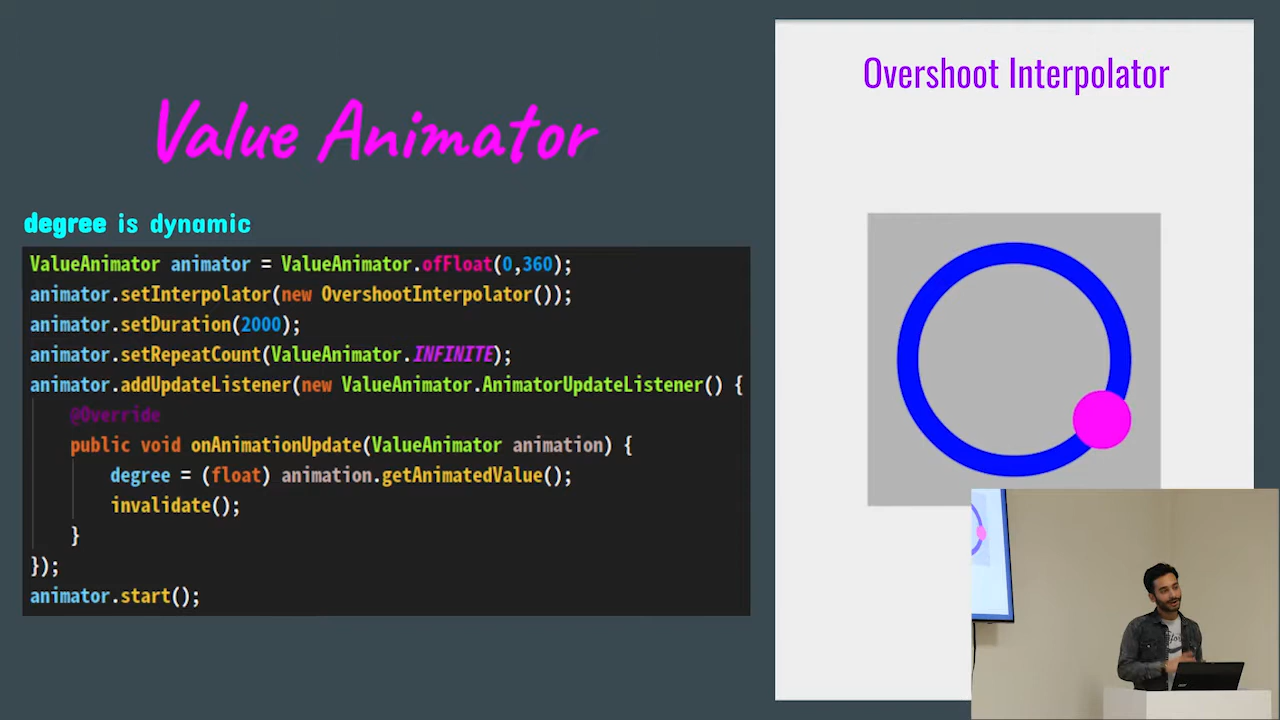 Value Animator
degree is dynamic
ValueAnimator animator = ValueAnimator.ofFloat(0,360);
animator.setInterpolator(new OvershootInterpolator());
animator.setDuration(2000);
animator.setRepeatCount(ValueAnimator.INFINITE);
animator.addUpdateListener(new ValueAnimator.AnimatorUpdateListener() {
@Override
public void onAnimationUpdate(ValueAnimator animation) {
degree = (float) animation.getAnimatedValue();
invalidate();
}
});
animator.start();
Overshoot Interpolator